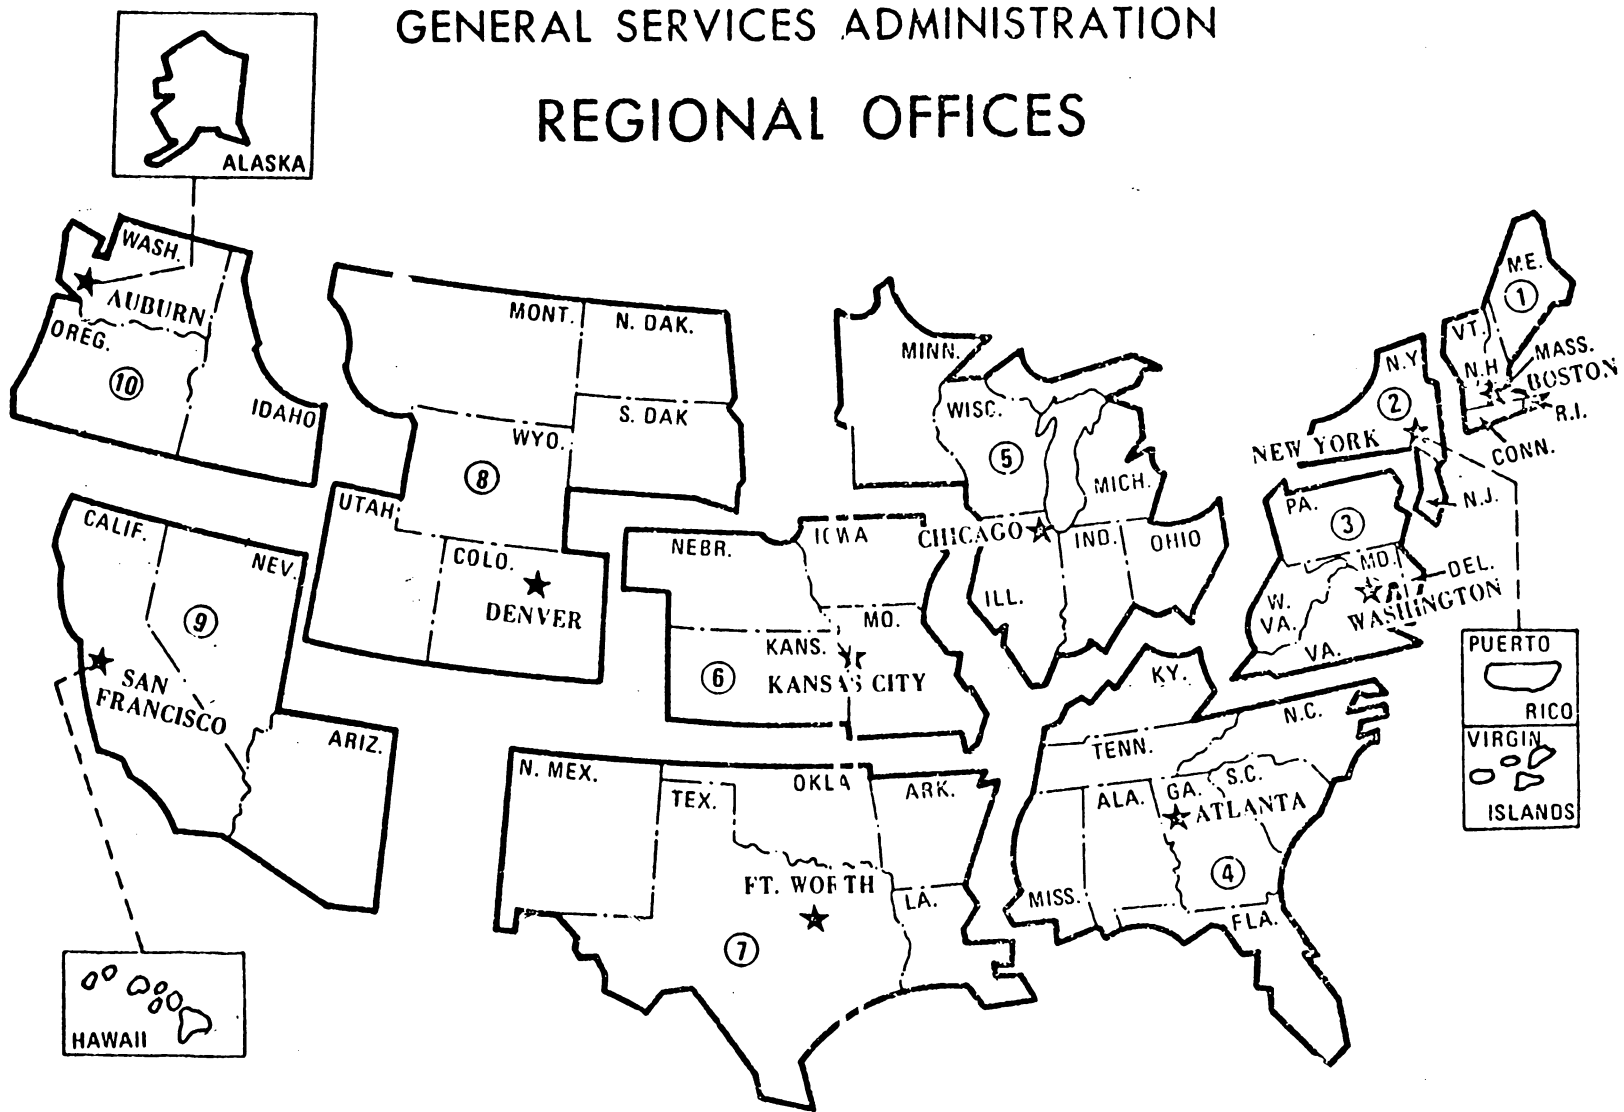 GENERAL SERVICES ADMINISTRATION
REGIONAL OFFICES
ALASKA
WASH.
AUBURN
OREG.
10
IDAHO
MONT.
N. DAK.
S. DAK
WYO.
8
UTAH
COLO.
DENVER
CALIF.
NEV.
9
SAN
FRANCISCO
ARIZ.
HAWAII
NEBR.
IOWA
MO.
KANS.
6
KANSAS CITY
N. MEX.
TEX.
OKLA
ARK.
FT. WORTH
LA.
7
MINN.
WISC.
5
MICH.
CHICAGO
IND.
OHIO
ILL.
KY.
N.C.
TENN.
S.C.
ALA.
GA.
ATLANTA
4
MISS.
FLA.
M.E.
1
VT.
N.H
MASS.
BOSTON
R.I.
CONN.
N.Y.
2
NEW YORK
N.J.
PA.
3
MD.
DEL.
WASHINGTON
W.
VA.
VA.
PUERTO
RICO
VIRGIN
ISLANDS